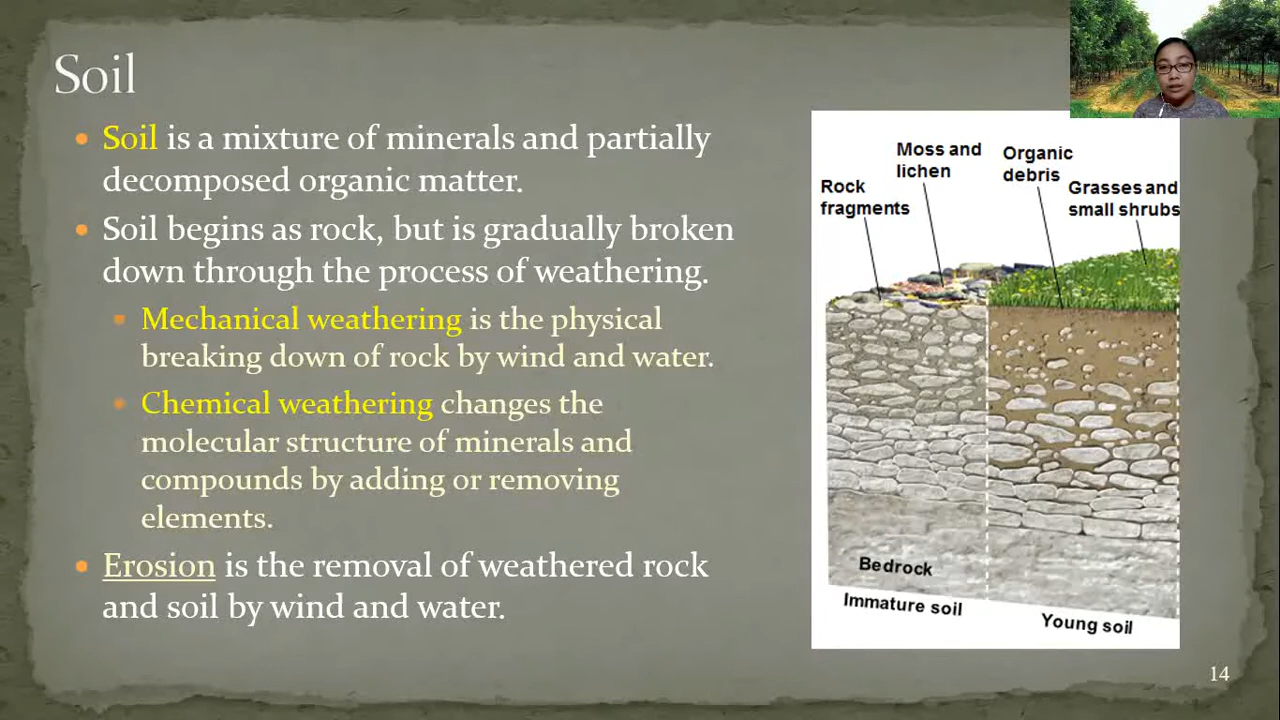 Soil
Soil is a mixture of minerals and partially
decomposed organic matter.
Soil begins as rock, but is gradually broken
down through the process of weathering.
Mechanical weathering is the physical
breaking down of rock by wind and water.
Chemical weathering changes the
molecular structure of minerals and
compounds by adding or removing
elements.
Erosion is the removal of weathered rock
and soil by wind and water.
Moss and
lichen
Organic
debris
Rock
fragments
Grasses and
small shrubs
Bedrock
Immature soil
Young soil
14